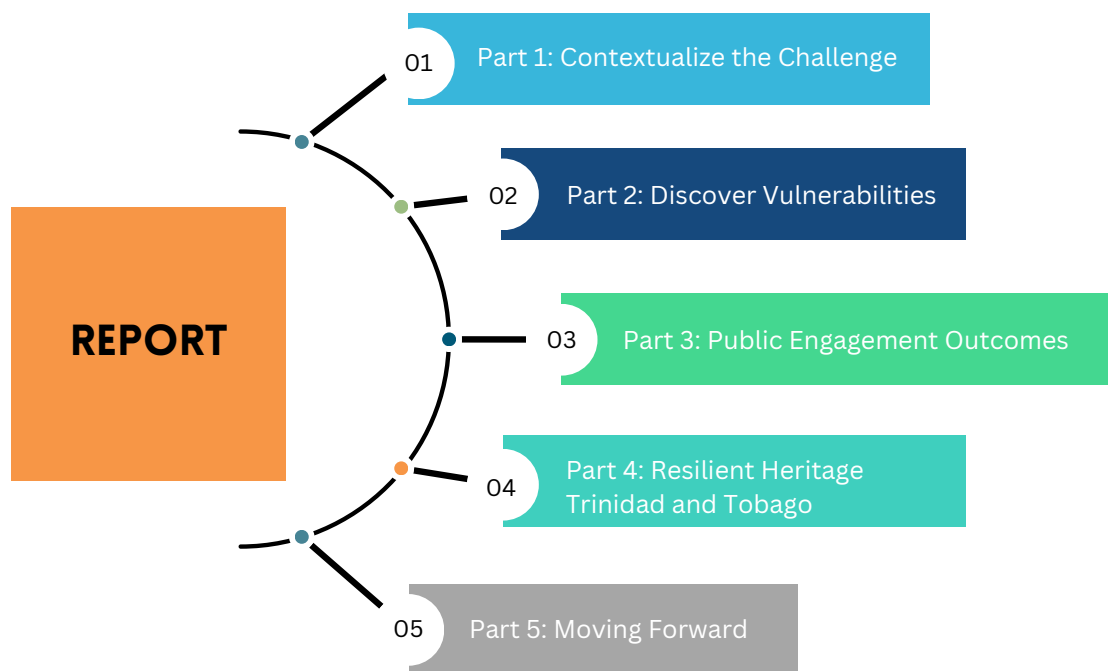 REPORT
01
Part 1: Contextualize the Challenge
02
Part 2: Discover Vulnerabilities
03
Part 3: Public Engagement Outcomes
04
Part 4: Resilient Heritage
Trinidad and Tobago
05
Part 5: Moving Forward